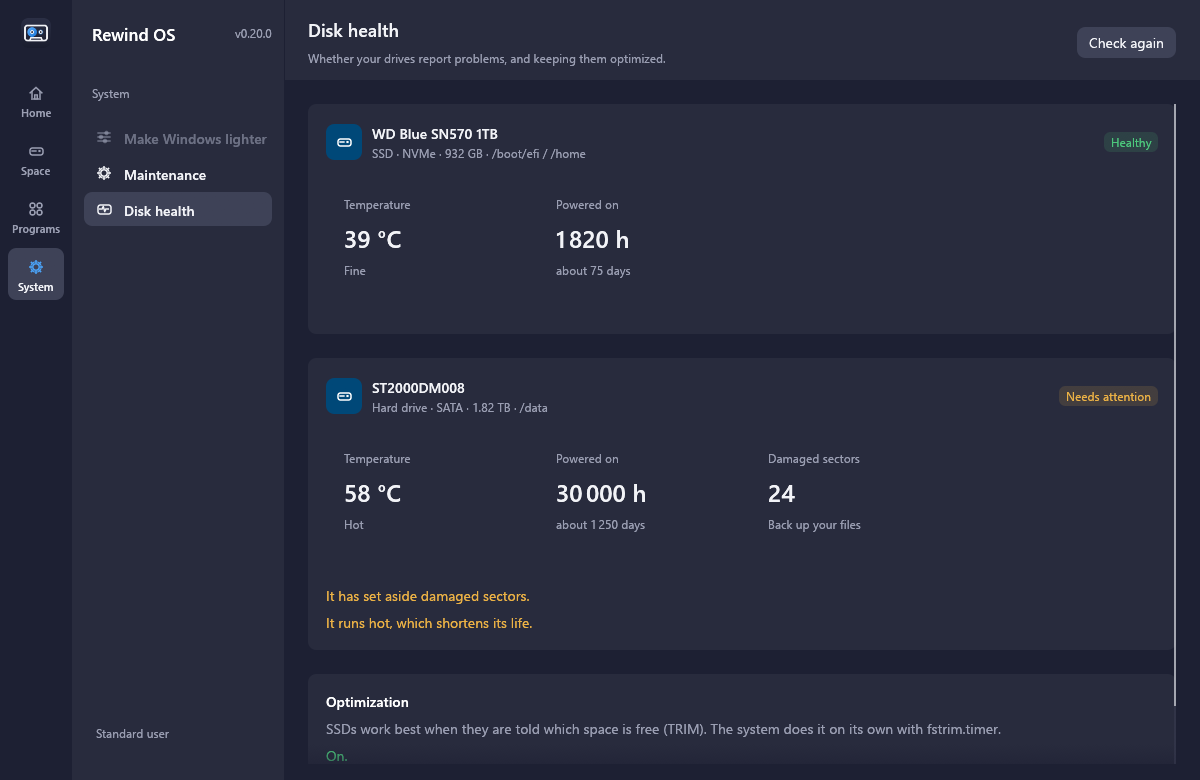 Rewind OS
v0.20.0
Home
Space
Programs
System
System
Make Windows lighter
Maintenance
Disk health
Standard user
Disk health
Whether your drives report problems, and keeping them optimized.
Check again
WD Blue SN570 1TB
SSD · NVMe · 932 GB · /boot/efi / /home
Healthy
Temperature
Powered on
39 °C
1 820 h
Fine
about 75 days
ST2000DM008
Hard drive · SATA · 1.82 TB · /data
Needs attention
Temperature
Powered on
Damaged sectors
58 °C
30 000 h
24
Hot
about 1 250 days
Back up your files
It has set aside damaged sectors.
It runs hot, which shortens its life.
Optimization
SSDs work best when they are told which space is free (TRIM). The system does it on its own with fstrim.timer.
On.